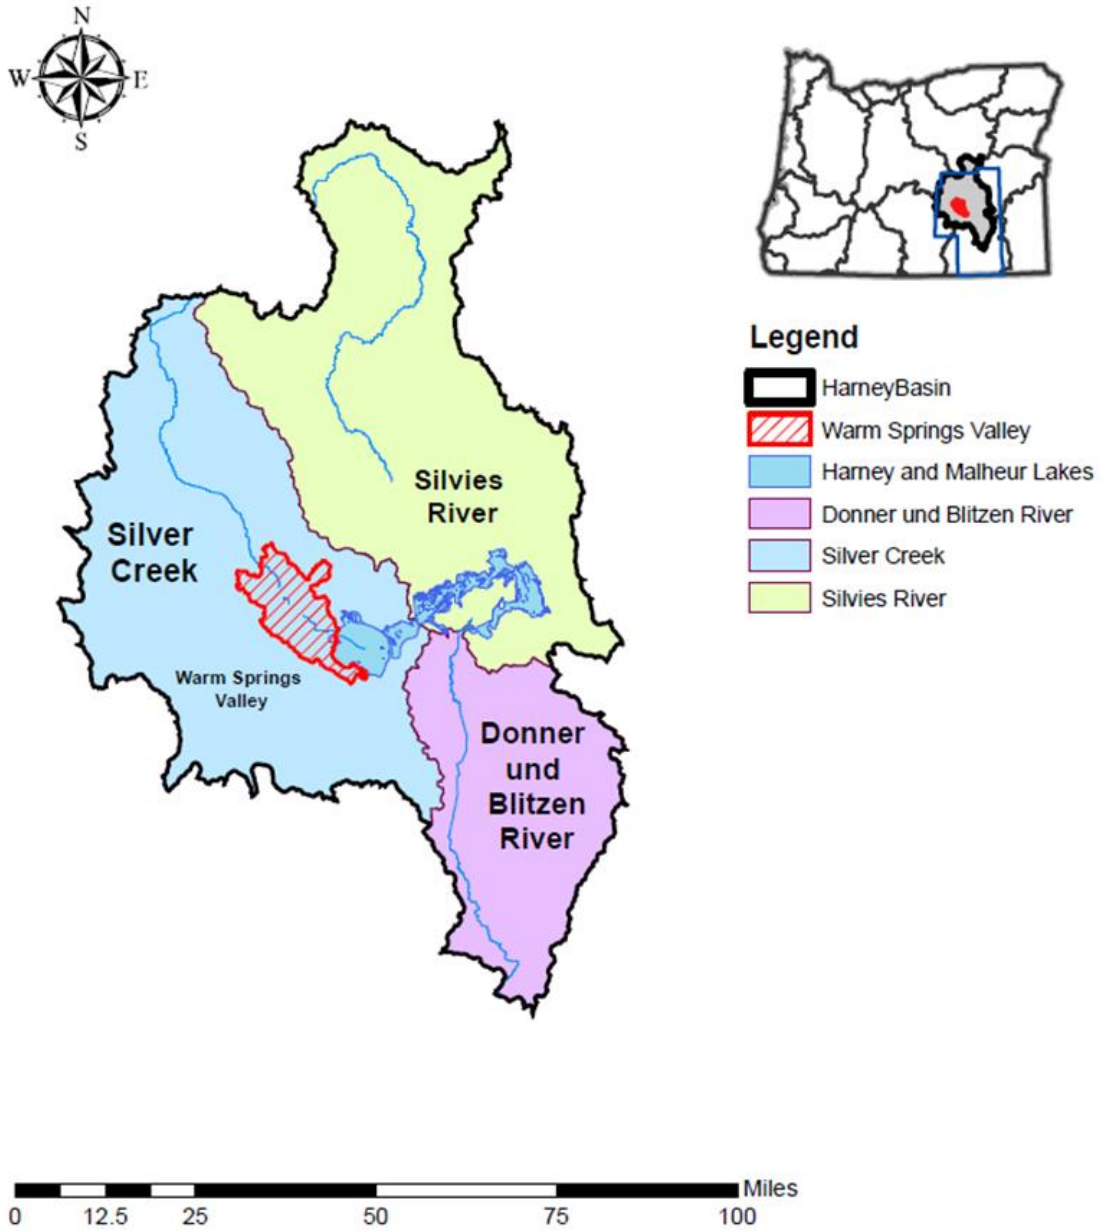 N
W
E
S
Legend
HarneyBasin
Warm Springs Valley
Harney and Malheur Lakes
Donner und Blitzen River
Silver Creek
Silvies River
Silvies
River
Silver
Creek
Warm Springs
Valley
Donner
und
Blitzen
River
Miles
0 12.5 25 50 75 100